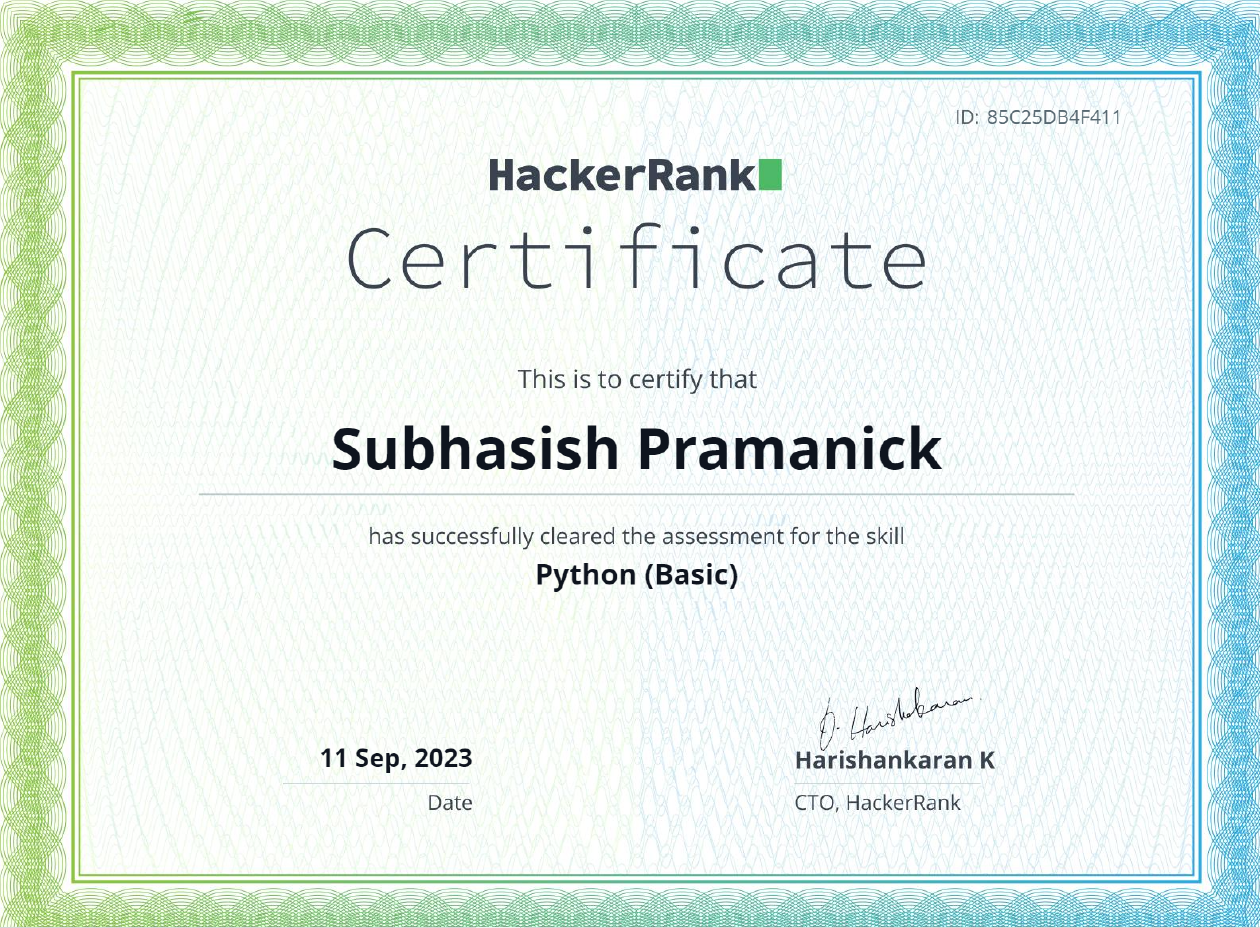 ID: 85C25DB4F411
HackerRank
Certificate
This is to certify that
Subhasish Pramanick
has successfully cleared the assessment for the skill
Python (Basic)
11 Sep, 2023
Date
Harishankaran K
CTO, HackerRank